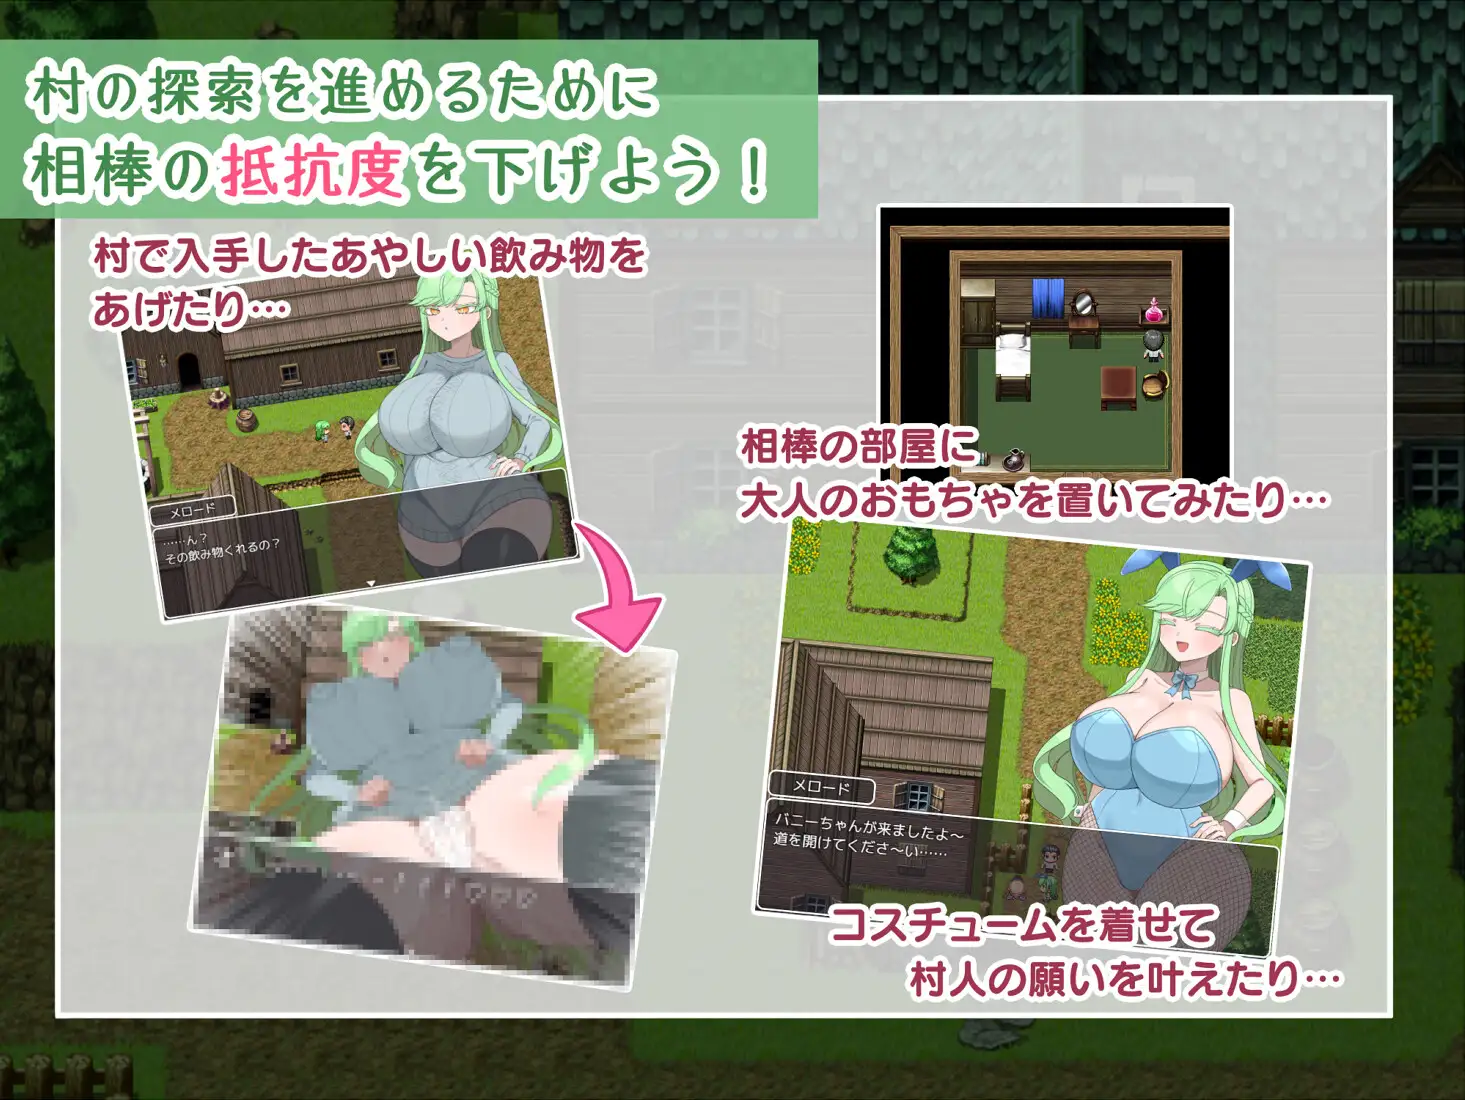 村の探索を進めるために
相棒の抵抗度を下げよう!
村で入手したあやしい飲み物を
あげたり…
メロード
……ん?
その飲み物くれるの?
相棒の部屋に
大人のおもちゃを置いてみたり…
メロード
バニーちゃんが来ましたよ～
道を開けてくださ～い……
コスチュームを着せて
村人の願いを叶えたり…